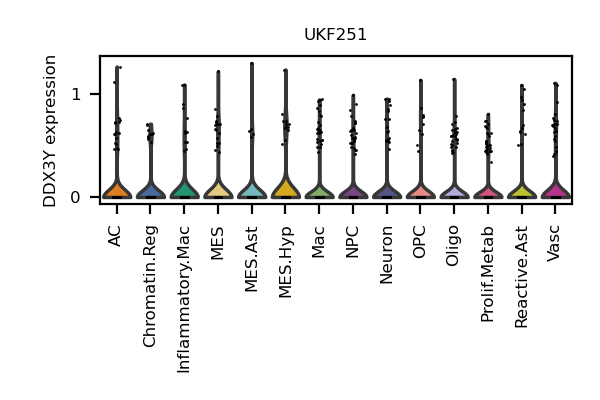 UKF251
DDX3Y expression
1
0
AC
Chromatin.Reg
Inflammatory.Mac
MES
MES.Ast
MES.Hyp
Mac
NPC
Neuron
OPC
Oligo
Prolif.Metab
Reactive.Ast
Vasc